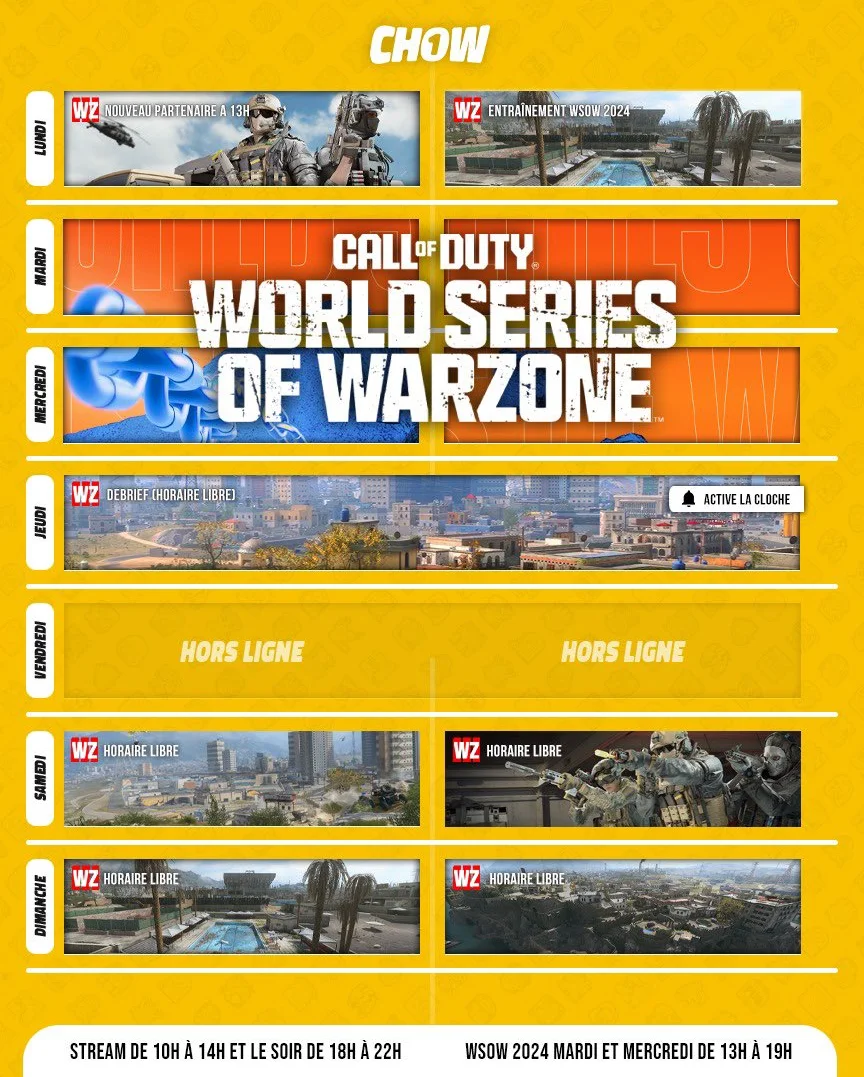 CHOW
LUNDI
WZ NOUVEAU PARTENAIRE A 13H
WZ ENTRAÎNEMENT WSOW 2024
MARDI
CALL OF DUTY®
WORLD SERIES
OF WARZONE™
MERCREDI
JEUDI
WZ DEBRIEF (HORAIRE LIBRE)
ACTIVE LA CLOCHE
VENDREDI
HORS LIGNE
HORS LIGNE
SAMEDI
WZ HORAIRE LIBRE
WZ HORAIRE LIBRE
DIMANCHE
WZ HORAIRE LIBRE
WZ HORAIRE LIBRE
STREAM DE 10H À 14H ET LE SOIR DE 18H À 22H
WSOW 2024 MARDI ET MERCREDI DE 13H À 19H